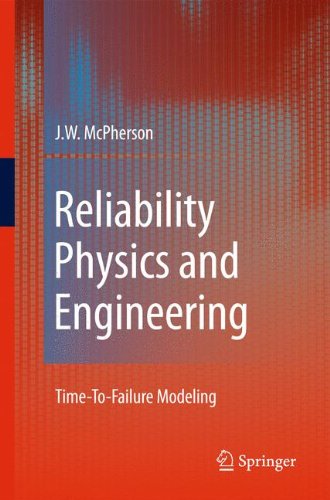 J.W. McPherson
Reliability
Physics and
Engineering
Time-To-Failure Modeling
Springer